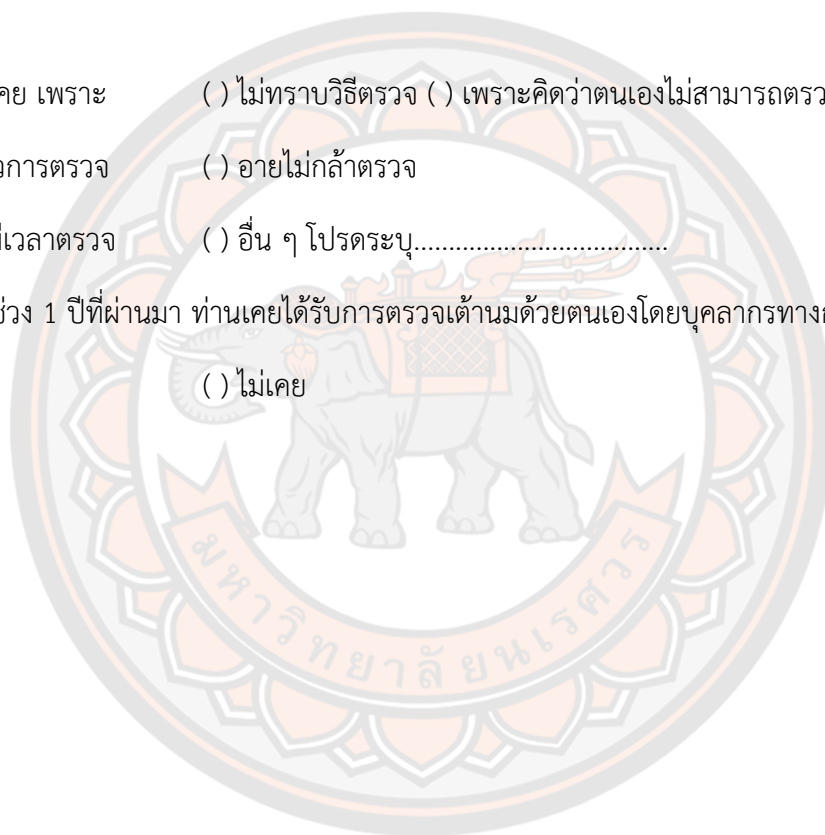 คย เพราะ ( ) ไม่ทราบวิธีตรวจ ( ) เพราะคิดว่าตนเองไม่สามารถตรว
การตรวจ ( ) อายไม่กล้าตรวจ
เวลาตรวจ ( ) อื่น ๆ โปรดระบุ....................................
ช่วง 1 ปีที่ผ่านมา ท่านเคยได้รับการตรวจเต้านมด้วยตนเองโดยบุคลากรทาง
( ) ไม่เคย
มหาวิทยาลัยนเรศวร